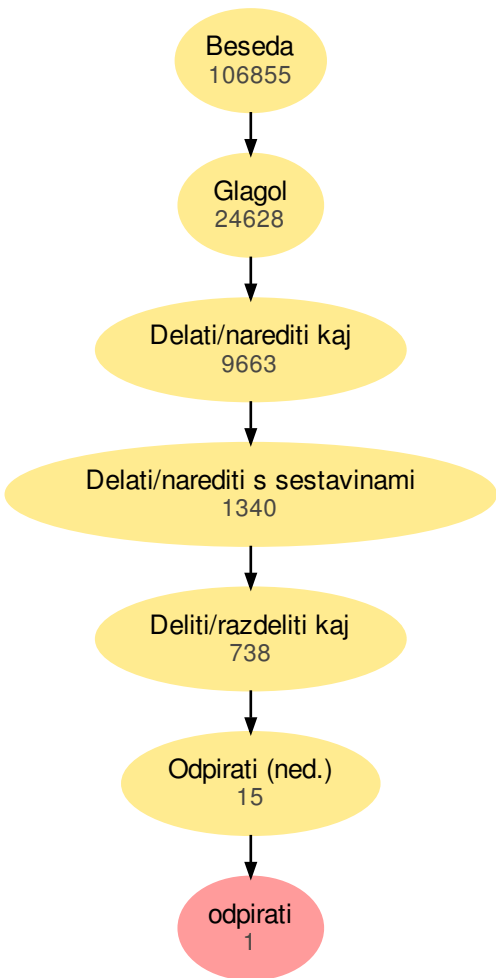 Beseda
106855
Glagol
24628
Delati/narediti kaj
9663
Delati/narediti s sestavinami
1340
Deliti/razdeliti kaj
738
Odpirati (ned.)
15
odpirati
1